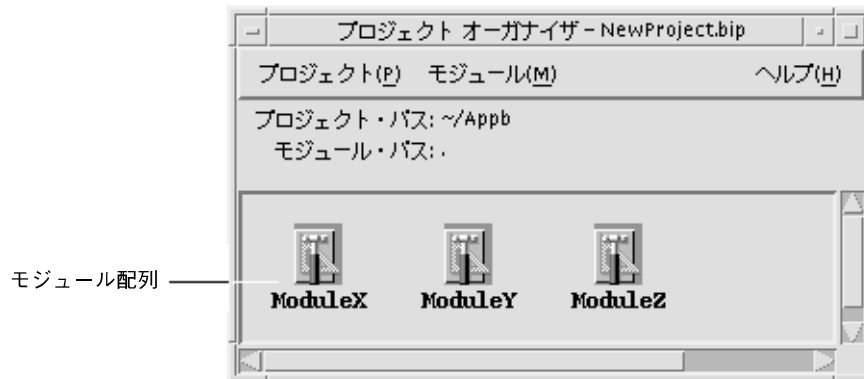 プロジェクト オーガナイザ – NewProject.bip
プロジェクト(P) モジュール(M) ヘルプ(H)
プロジェクト・パス: ~/Appb
モジュール・パス: .
モジュール配列
ModuleX ModuleY ModuleZ